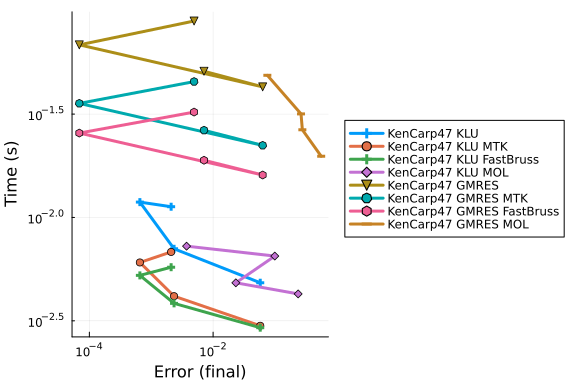 Time (s)
10^−1.5
10^−2.0
10^−2.5
10^−4
10^−2
Error (final)
KenCarp47 KLU
KenCarp47 KLU MTK
KenCarp47 KLU FastBruss
KenCarp47 KLU MOL
KenCarp47 GMRES
KenCarp47 GMRES MTK
KenCarp47 GMRES FastBruss
KenCarp47 GMRES MOL